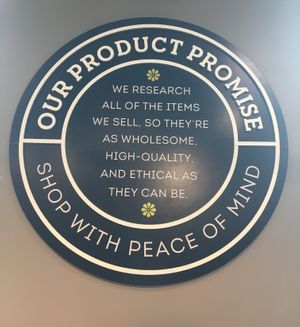 OUR PRODUCT PROMISE
WE RESEARCH
ALL OF THE ITEMS
WE SELL, SO THEY'RE
AS WHOLESOME,
HIGH-QUALITY,
AND ETHICAL AS
THEY CAN BE.
SHOP WITH PEACE OF MIND